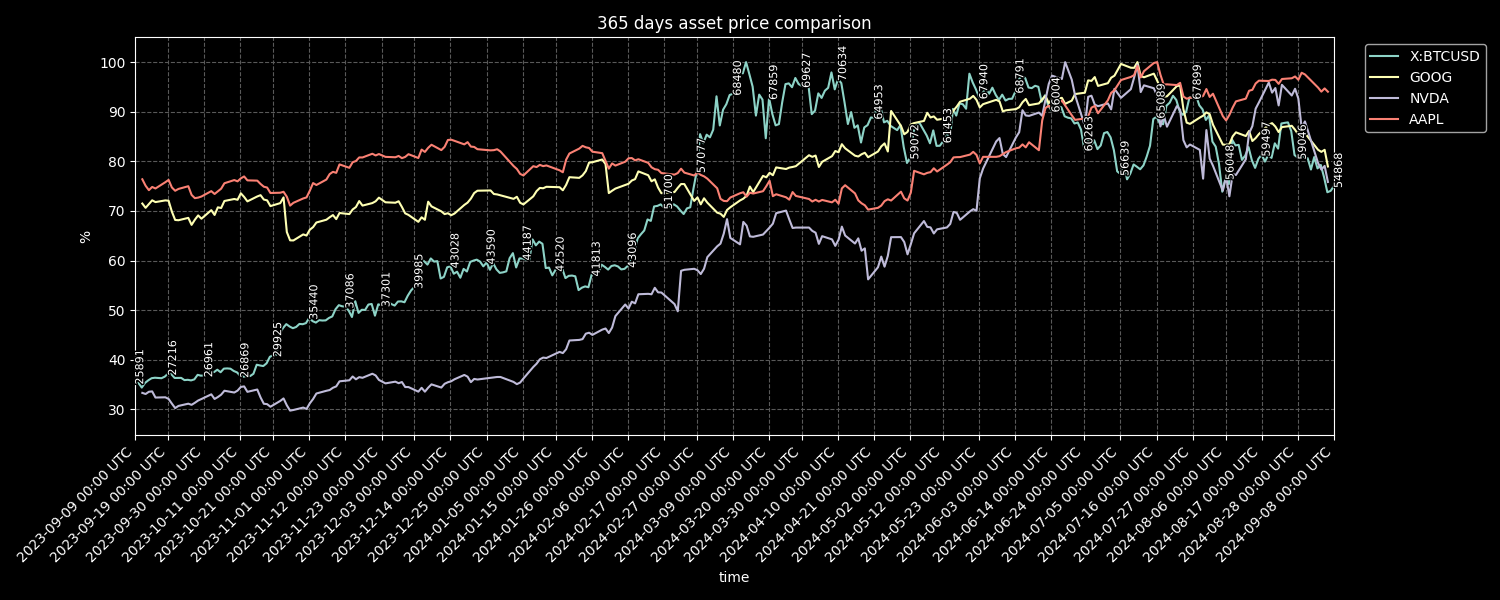 365 days asset price comparison
X:BTCUSD
GOOG
NVDA
AAPL
%
100
90
80
70
60
50
40
30
25891
27216
26961
26869
29925
35440
37086
37301
39985
43028
43590
44187
42520
41813
43096
51700
57077
68480
67859
69627
70634
64953
59072
61453
67940
68791
66004
60263
56639
65089
67899
56048
59497
59046
54868
2023-09-09 00:00 UTC
2023-09-19 00:00 UTC
2023-09-30 00:00 UTC
2023-10-11 00:00 UTC
2023-10-21 00:00 UTC
2023-11-01 00:00 UTC
2023-11-12 00:00 UTC
2023-11-23 00:00 UTC
2023-12-03 00:00 UTC
2023-12-14 00:00 UTC
2023-12-25 00:00 UTC
2024-01-05 00:00 UTC
2024-01-15 00:00 UTC
2024-01-26 00:00 UTC
2024-02-06 00:00 UTC
2024-02-17 00:00 UTC
2024-02-27 00:00 UTC
2024-03-09 00:00 UTC
2024-03-20 00:00 UTC
2024-03-30 00:00 UTC
2024-04-10 00:00 UTC
2024-04-21 00:00 UTC
2024-05-02 00:00 UTC
2024-05-12 00:00 UTC
2024-05-23 00:00 UTC
2024-06-03 00:00 UTC
2024-06-14 00:00 UTC
2024-06-24 00:00 UTC
2024-07-05 00:00 UTC
2024-07-16 00:00 UTC
2024-07-27 00:00 UTC
2024-08-06 00:00 UTC
2024-08-17 00:00 UTC
2024-08-28 00:00 UTC
2024-09-08 00:00 UTC
time